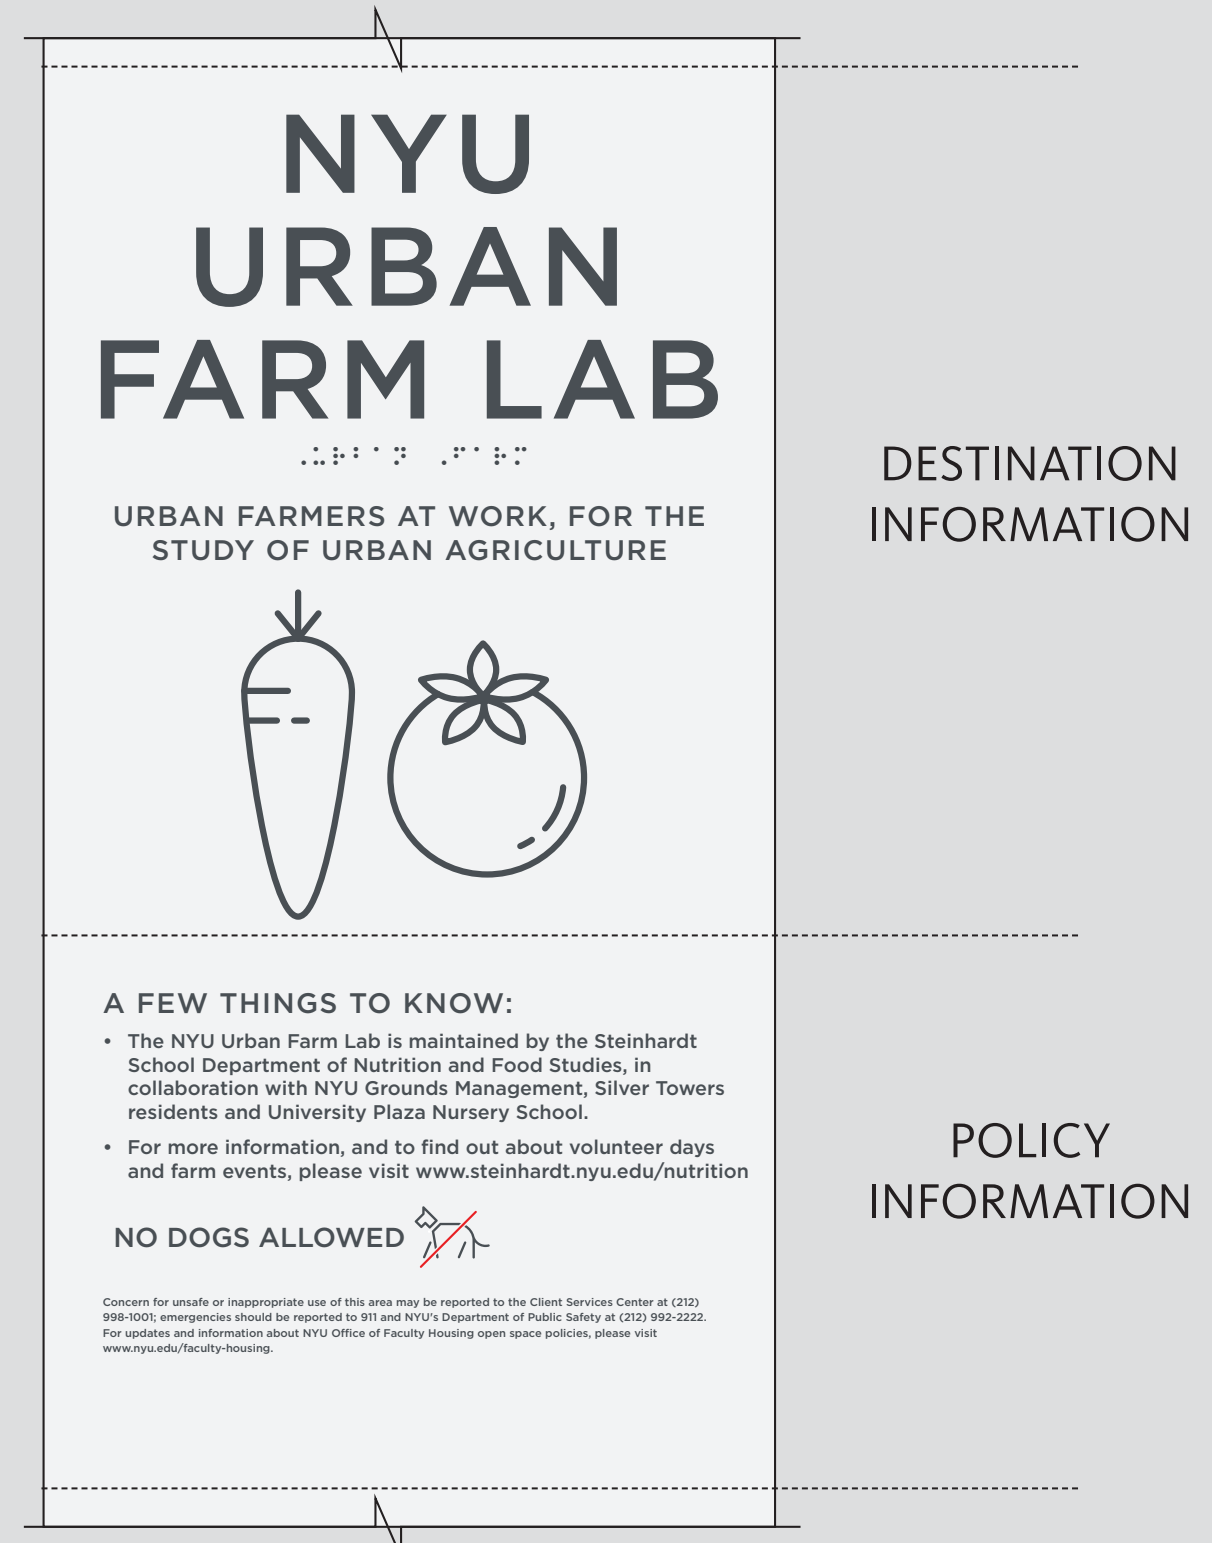 NYU
URBAN
FARM LAB
⠠⠥⠗⠃⠁⠝ ⠠⠋⠁⠗⠍
URBAN FARMERS AT WORK, FOR THE
STUDY OF URBAN AGRICULTURE
DESTINATION
INFORMATION
A FEW THINGS TO KNOW:
• The NYU Urban Farm Lab is maintained by the Steinhardt
School Department of Nutrition and Food Studies, in
collaboration with NYU Grounds Management, Silver Towers
residents and University Plaza Nursery School.
• For more information, and to find out about volunteer days
and farm events, please visit www.steinhardt.nyu.edu/nutrition
NO DOGS ALLOWED
Concern for unsafe or inappropriate use of this area may be reported to the Client Services Center at (212)
998-1001; emergencies should be reported to 911 and NYU's Department of Public Safety at (212) 992-2222.
For updates and information about NYU Office of Faculty Housing open space policies, please visit
www.nyu.edu/faculty-housing.
POLICY
INFORMATION